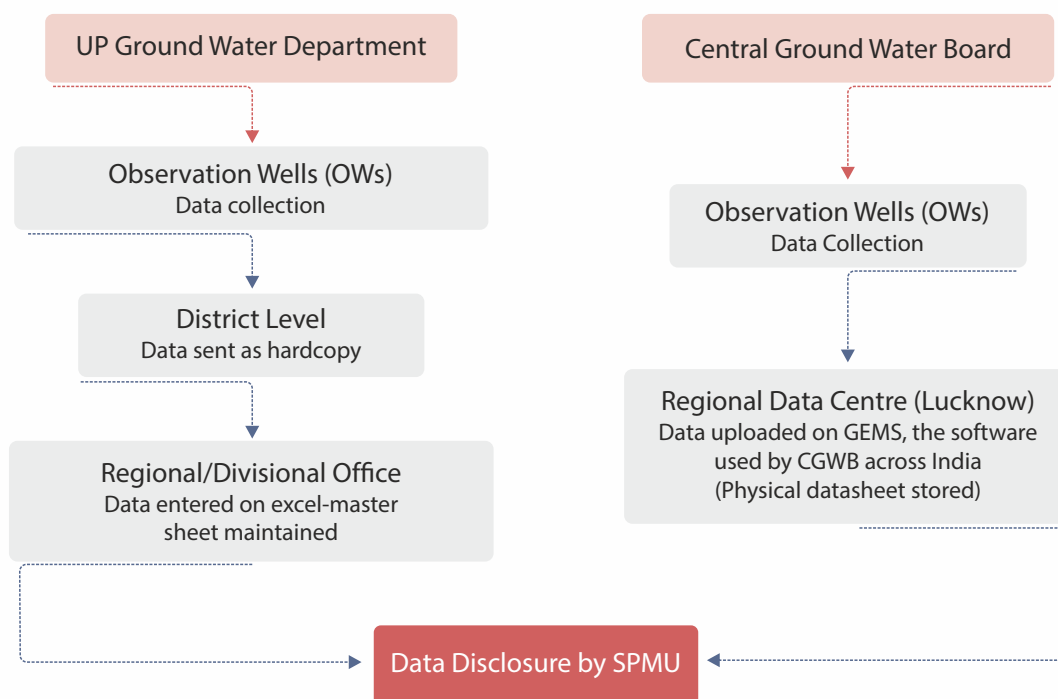 UP Ground Water Department
Observation Wells (OWs)
Data collection
District Level
Data sent as hardcopy
Regional/Divisional Office
Data entered on excel-master
sheet maintained
Central Ground Water Board
Observation Wells (OWs)
Data Collection
Regional Data Centre (Lucknow)
Data uploaded on GEMS, the software
used by CGWB across India
(Physical datasheet stored)
Data Disclosure by SPMU